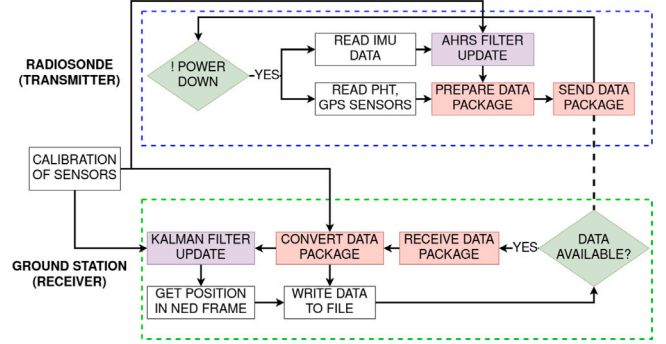 RADIOSONDE
(TRANSMITTER)
! POWER
DOWN
YES
READ IMU
DATA
AHRS FILTER
UPDATE
READ PHT,
GPS SENSORS
PREPARE DATA
PACKAGE
SEND DATA
PACKAGE
CALIBRATION
OF SENSORS
GROUND STATION
(RECEIVER)
KALMAN FILTER
UPDATE
CONVERT DATA
PACKAGE
RECEIVE DATA
PACKAGE
YES
DATA
AVAILABLE?
GET POSITION
IN NED FRAME
WRITE DATA
TO FILE